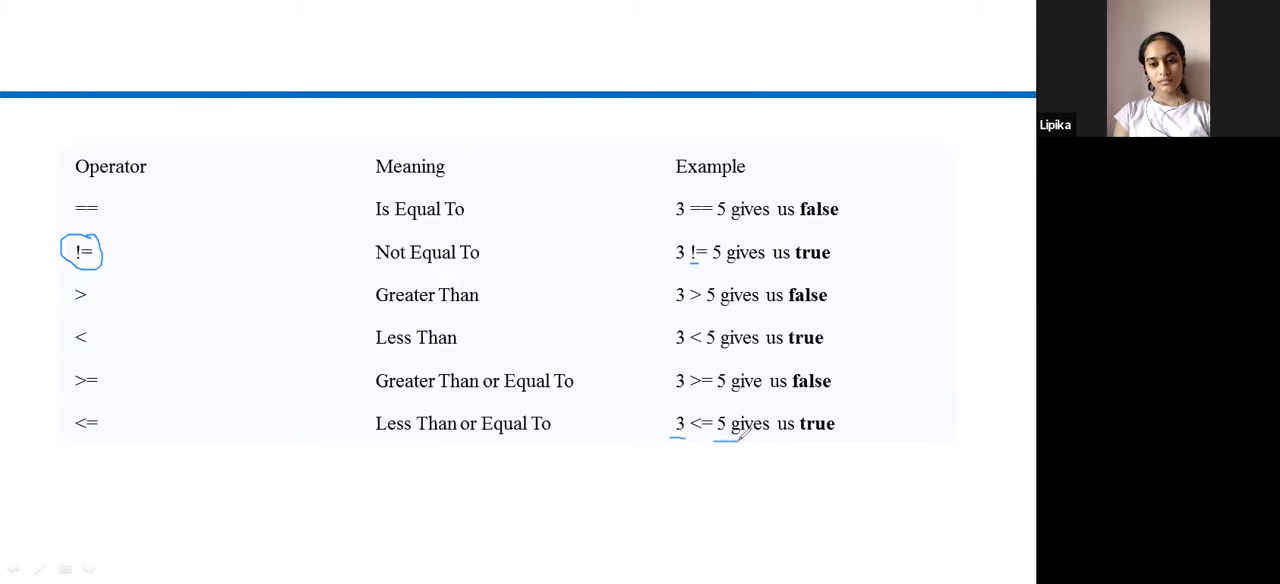 Operator Meaning Example
== Is Equal To 3 == 5 gives us false
!= Not Equal To 3 != 5 gives us true
> Greater Than 3 > 5 gives us false
< Less Than 3 < 5 gives us true
>= Greater Than or Equal To 3 >= 5 give us false
<= Less Than or Equal To 3 <= 5 gives us true
Lipika